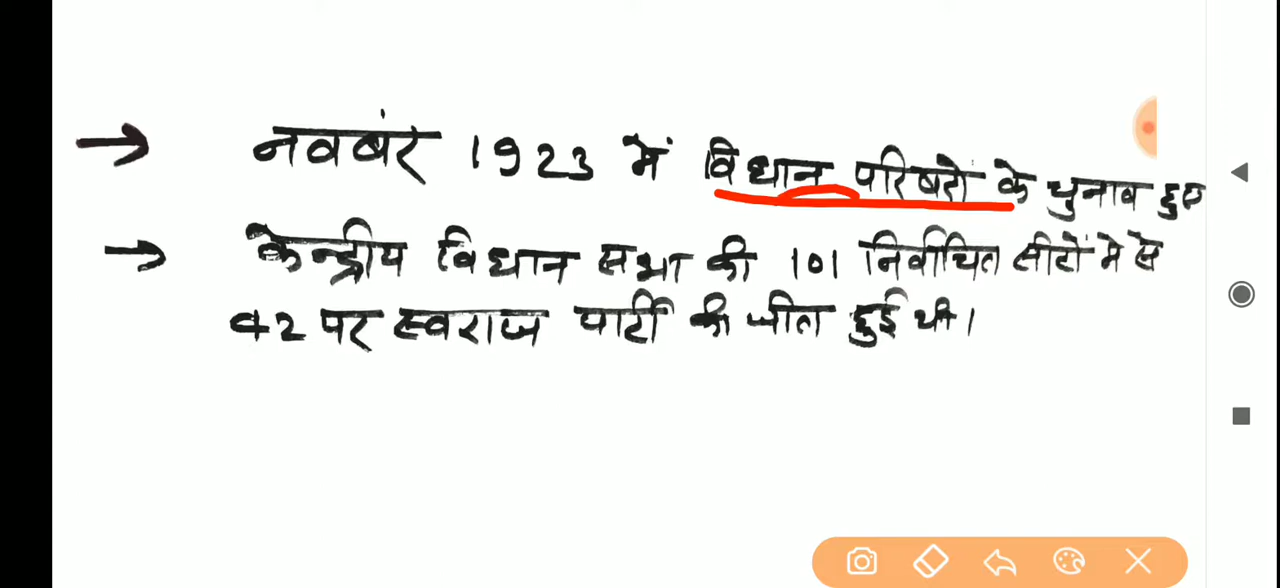 नवबंर 1923 में विधान परिषदों के चुनाव हुए
केन्द्रीय विधान सभा की 101 निर्वाचित सीटों मे से
42 पर स्वराज पार्टी की जीत हुई थी।